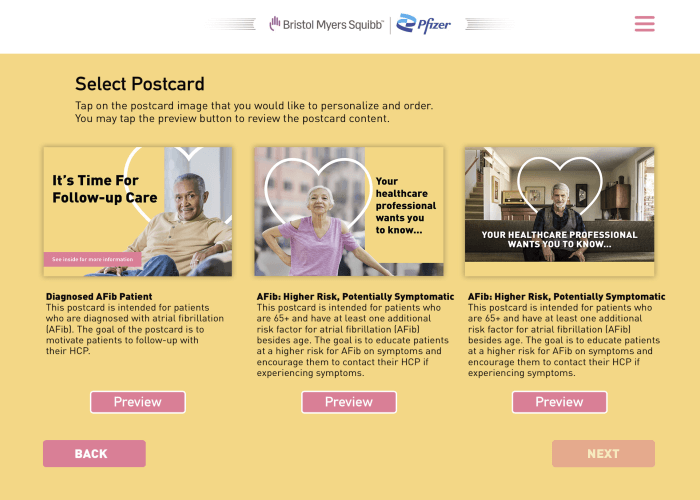 Bristol Myers Squibb™ | Pfizer
Select Postcard
Tap on the postcard image that you would like to personalize and order.
You may tap the preview button to review the postcard content.
It's Time For
Follow-up Care
See inside for more information
Your
healthcare
professional
wants you
to know...
YOUR HEALTHCARE PROFESSIONAL
WANTS YOU TO KNOW...
Diagnosed AFib Patient
This postcard is intended for patients
who are diagnosed with atrial fibrillation
(AFib). The goal of the postcard is to
motivate patients to follow-up with
their HCP.
AFib: Higher Risk, Potentially Symptomatic
This postcard is intended for patients who
are 65+ and have at least one additional
risk factor for atrial fibrillation (AFib)
besides age. The goal is to educate patients
at a higher risk for AFib on symptoms and
encourage them to contact their HCP if
experiencing symptoms.
AFib: Higher Risk, Potentially Symptomatic
This postcard is intended for patients who
are 65+ and have at least one additional
risk factor for atrial fibrillation (AFib)
besides age. The goal is to educate patients
at a higher risk for AFib on symptoms and
encourage them to contact their HCP if
experiencing symptoms.
Preview
Preview
Preview
BACK
NEXT